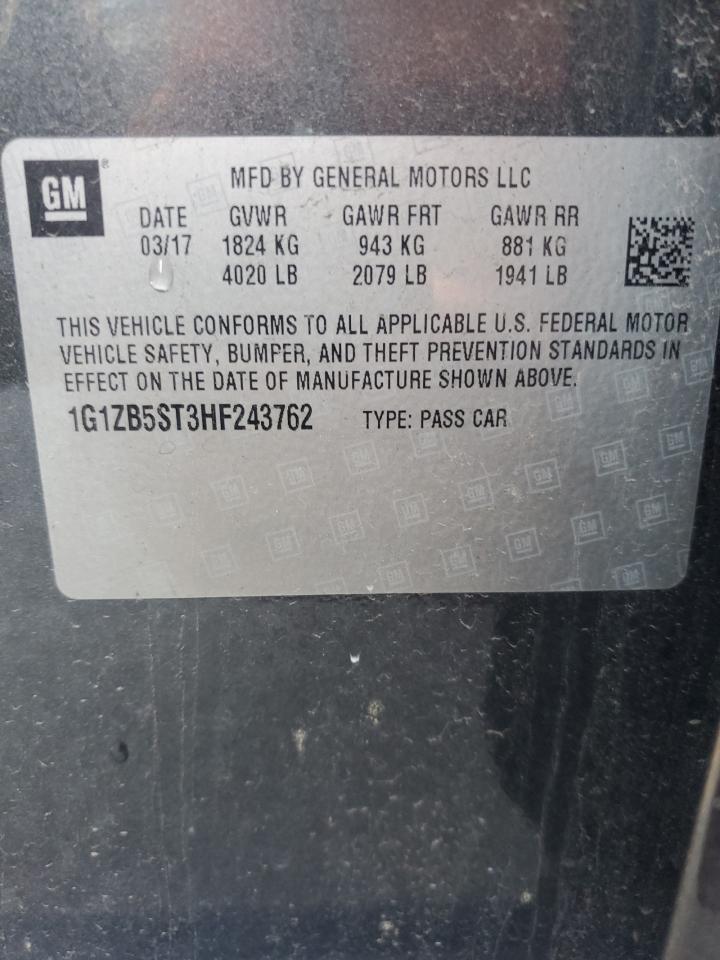 GM®
MFD BY GENERAL MOTORS LLC
DATE GVWR GAWR FRT GAWR RR
03/17 1824 KG 943 KG 881 KG
4020 LB 2079 LB 1941 LB
THIS VEHICLE CONFORMS TO ALL APPLICABLE U.S. FEDERAL MOTOR
VEHICLE SAFETY, BUMPER, AND THEFT PREVENTION STANDARDS IN
EFFECT ON THE DATE OF MANUFACTURE SHOWN ABOVE.
1G1ZB5ST3HF243762 TYPE: PASS CAR